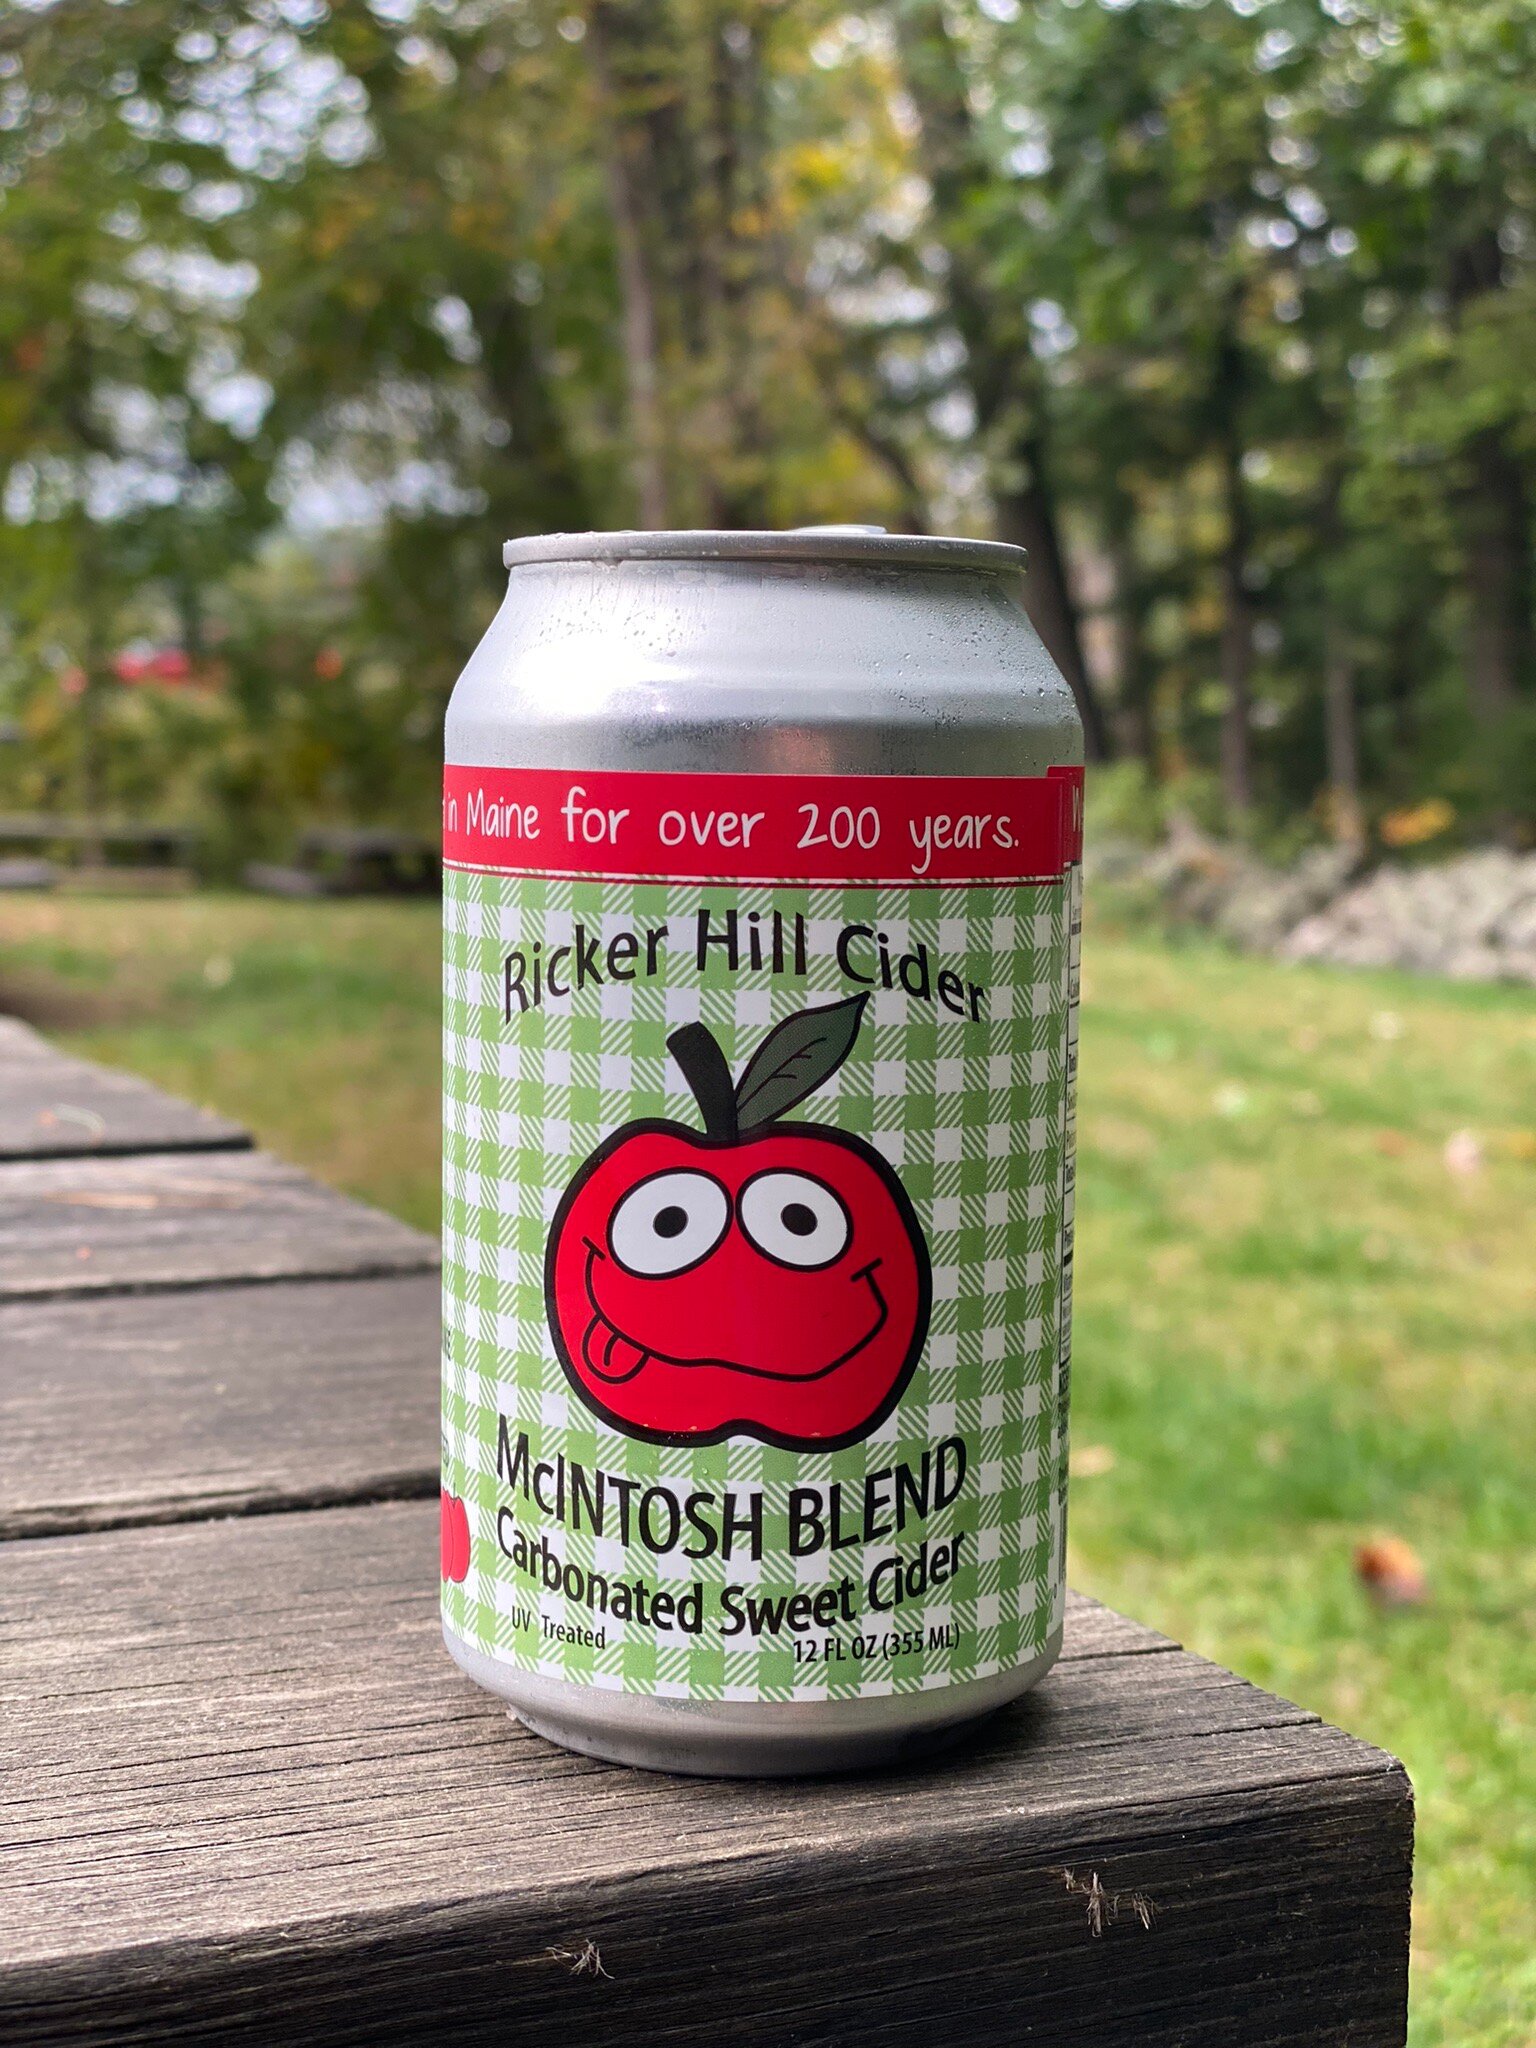 in Maine for over 200 years.
Ricker Hill Cider
McINTOSH BLEND
Carbonated Sweet Cider
UV Treated
12 FL OZ (355 ML)